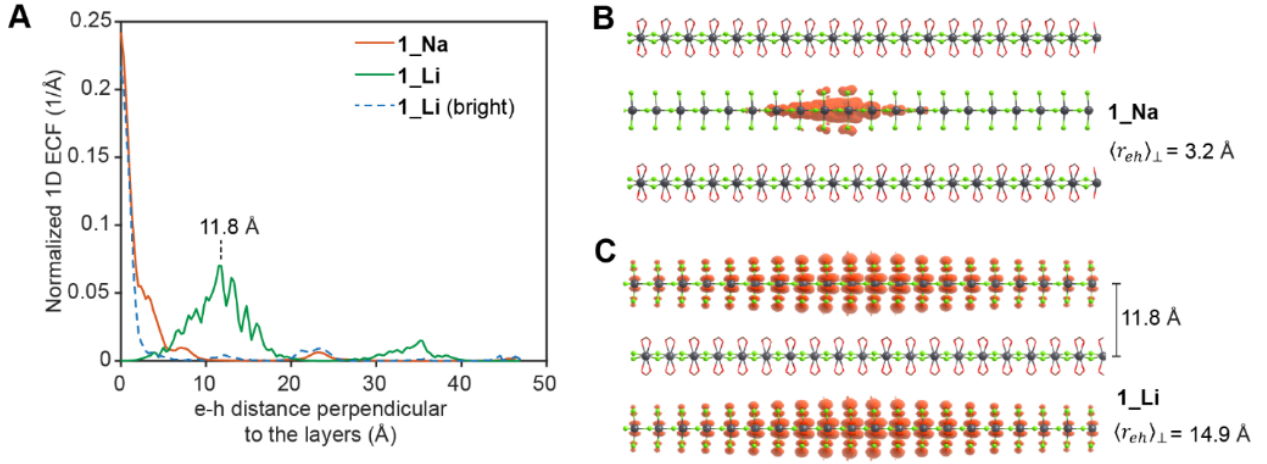 A
0.25
0.2
0.15
0.1
0.05
0
Normalized 1D ECF (1/Å)
1_Na
1_Li
1_Li (bright)
11.8 Å
0 10 20 30 40 50
e-h distance perpendicular
to the layers (Å)
B
1_Na
⟨r_eh⟩⊥ = 3.2 Å
C
11.8 Å
1_Li
⟨r_eh⟩⊥ = 14.9 Å